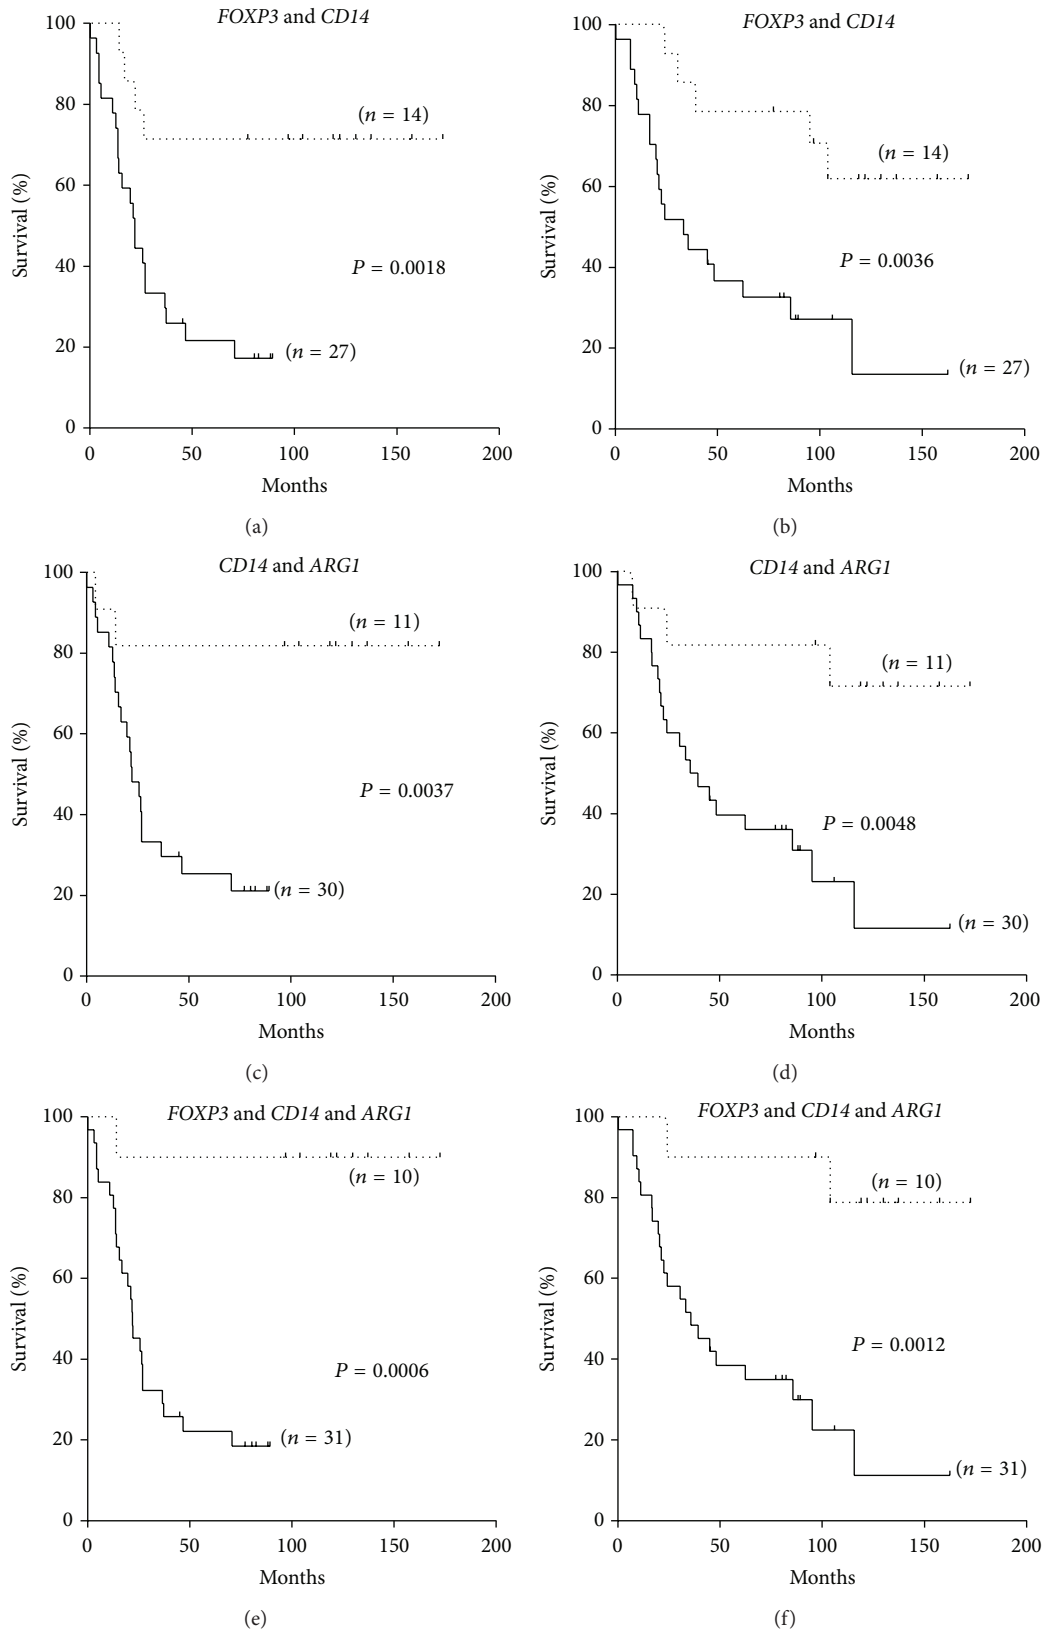 FOXP3 and CD14
100
80
60
40
20
0
Survival (%)
(n = 14)
P = 0.0018
(n = 27)
0 50 100 150 200
Months
(a)
FOXP3 and CD14
100
80
60
40
20
0
Survival (%)
(n = 14)
P = 0.0036
(n = 27)
0 50 100 150 200
Months
(b)
CD14 and ARG1
100
80
60
40
20
0
Survival (%)
(n = 11)
P = 0.0037
(n = 30)
0 50 100 150 200
Months
(c)
CD14 and ARG1
100
80
60
40
20
0
Survival (%)
(n = 11)
P = 0.0048
(n = 30)
0 50 100 150 200
Months
(d)
FOXP3 and CD14 and ARG1
100
80
60
40
20
0
Survival (%)
(n = 10)
P = 0.0006
(n = 31)
0 50 100 150 200
Months
(e)
FOXP3 and CD14 and ARG1
100
80
60
40
20
0
Survival (%)
(n = 10)
P = 0.0012
(n = 31)
0 50 100 150 200
Months
(f)